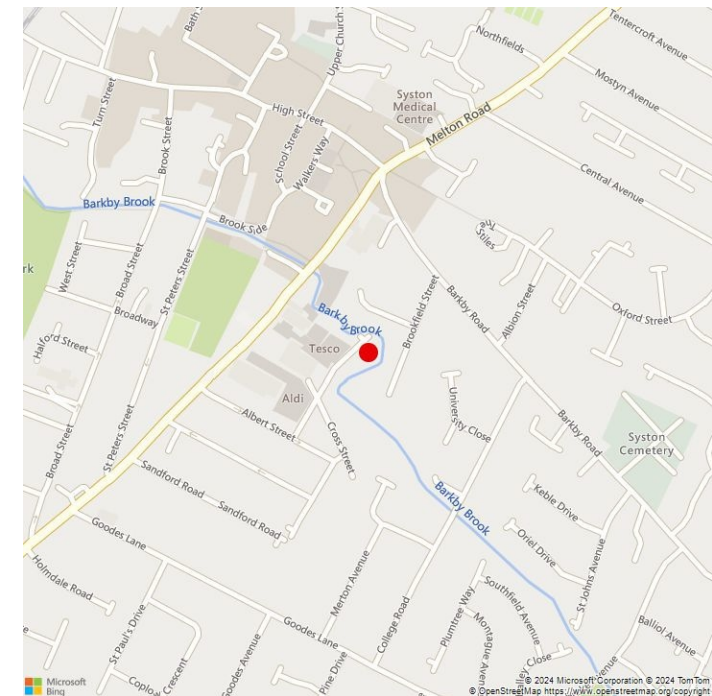 Bath St
Upper Church S
Northfields
Tentercroft Avenue
Mostyn Avenue
Syston
Medical
Centre
Turn Street
Brook Street
High Street
School Street
Walkers Way
Melton Road
Central Avenue
Barkby Brook
Brook Side
The
Stiles
rk
West Street
Broad Street
St Peters Street
Broadway
Halford Street
Barkby Brook
Tesco
Aldi
Brookfield Street
Barkby Road
Albion Street
Oxford Street
Albert Street
Cross Street
University Close
Barkby Road
Syston
Cemetery
Broad Street
St Peters Street
Sandford Road
Sandford Road
Barkby Brook
Keble Drive
Oriel Drive
Goodes Lane
Holmdale Road
Merton Avenue
College Road
St Johns Avenue
Southfield Avenue
Plumtree Way
Montague Aven
Balliol Avenue
St Paul's Drive
Goodes Avenue
Goodes Lane
Pine Drive
Crescent
Close
Microsoft
Bing
© 2024 Microsoft Corporation © 2024 TomTom
© OpenStreetMap https://www.openstreetmap.org/copyright